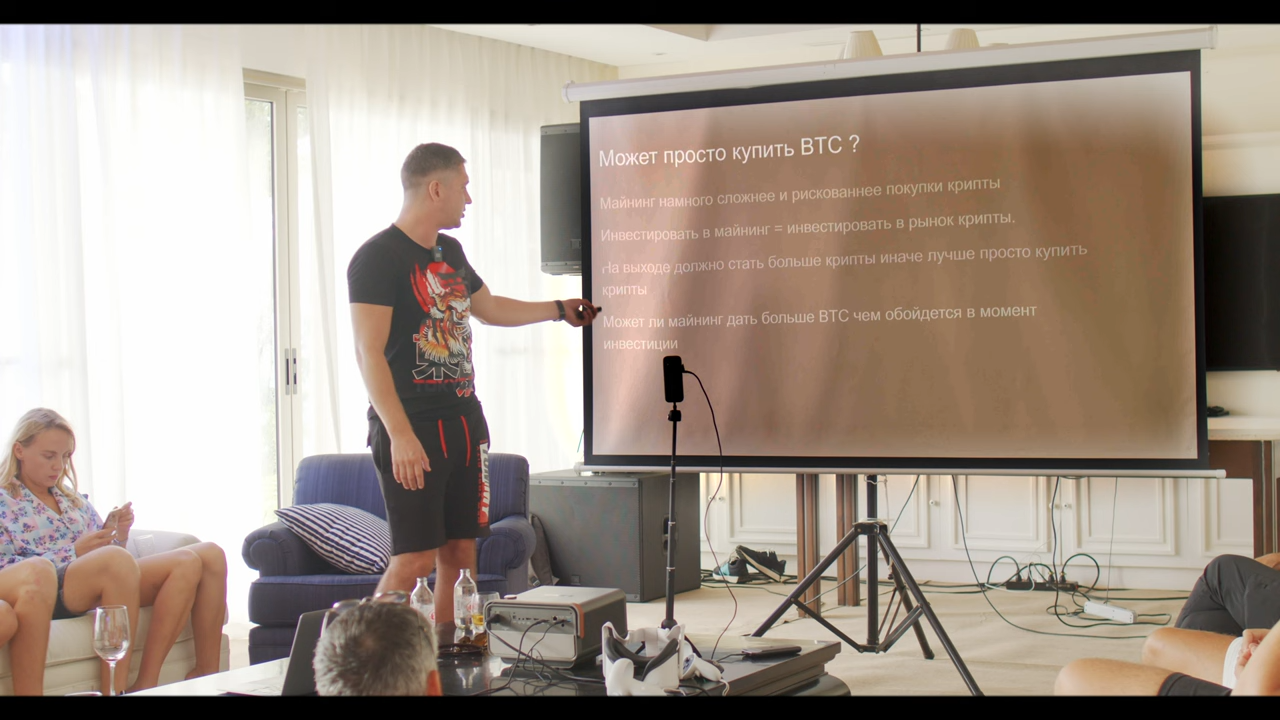 Может просто купить BTC ?
Майнинг намного сложнее и рискованнее покупки крипты
Инвестировать в майнинг = инвестировать в рынок крипты.
На выходе должно стать больше крипты иначе лучше просто купить
крипты
Может ли майнинг дать больше BTC чем обойдется в момент
инвестиции